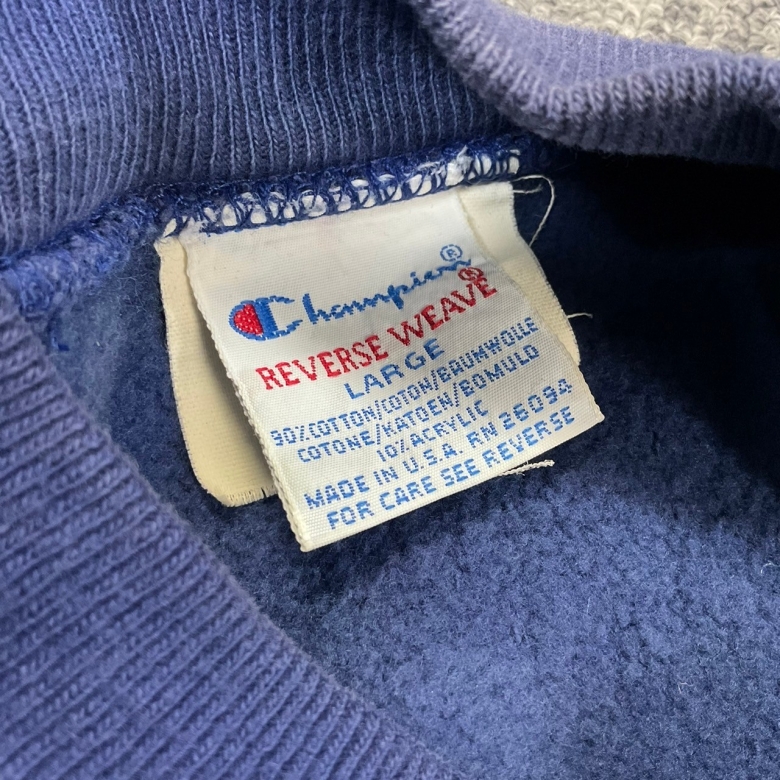 Champion®
REVERSE WEAVE®
LARGE
90% COTTON/COTON/BAUMWOLLE
COTONE/KATOEN/BOMULD
10% ACRYLIC
MADE IN U.S.A. RN 26094
FOR CARE SEE REVERSE